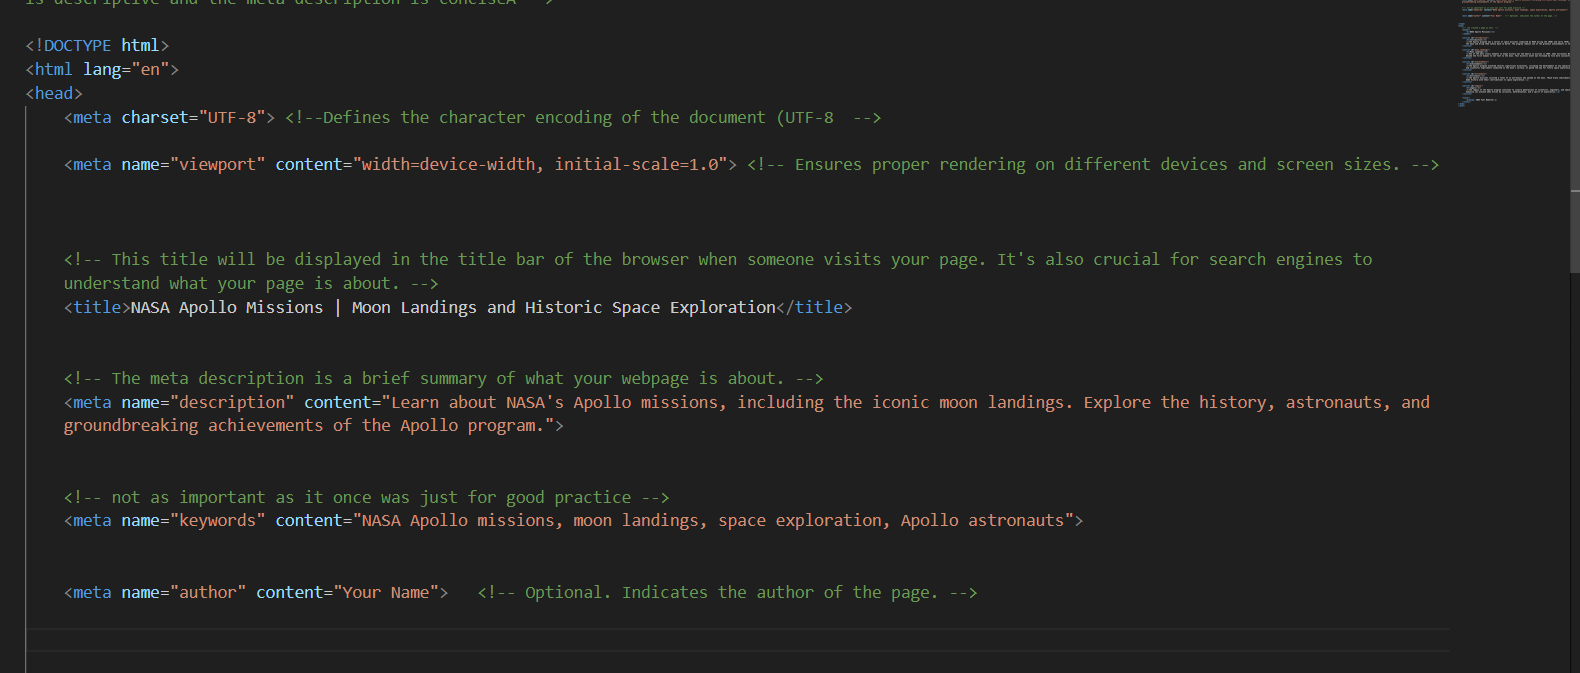 is descriptive and the meta description is conciseA -->
<!DOCTYPE html>
<html lang="en">
<head>
<meta charset="UTF-8"> <!--Defines the character encoding of the document (UTF-8  -->
<meta name="viewport" content="width=device-width, initial-scale=1.0"> <!-- Ensures proper rendering on different devices and screen sizes. -->
<!-- This title will be displayed in the title bar of the browser when someone visits your page. It's also crucial for search engines to
understand what your page is about. -->
<title>NASA Apollo Missions | Moon Landings and Historic Space Exploration</title>
<!-- The meta description is a brief summary of what your webpage is about. -->
<meta name="description" content="Learn about NASA's Apollo missions, including the iconic moon landings. Explore the history, astronauts, and
groundbreaking achievements of the Apollo program.">
<!-- not as important as it once was just for good practice -->
<meta name="keywords" content="NASA Apollo missions, moon landings, space exploration, Apollo astronauts">
<meta name="author" content="Your Name">   <!-- Optional. Indicates the author of the page. -->